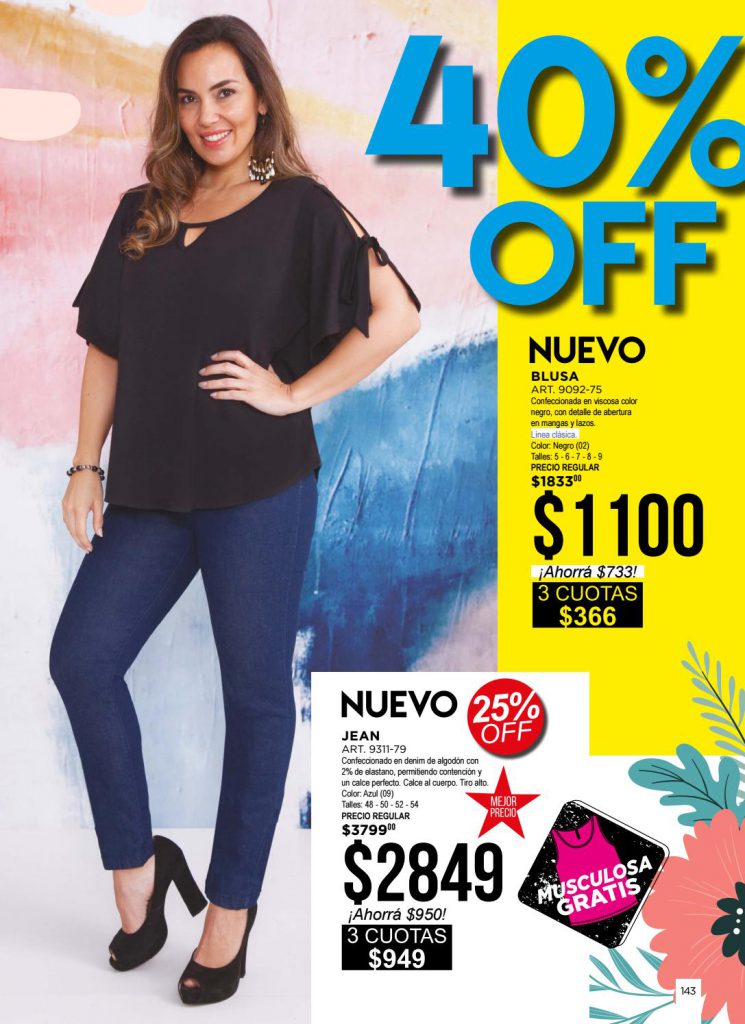 40%
OFF
NUEVO
BLUSA
ART. 9092-75
Confeccionada en viscosa color
negro, con detalle de abertura
en mangas y lazos.
Línea clásica.
Color: Negro (02)
Talles: 5 - 6 - 7 - 8 - 9
PRECIO REGULAR
$1833⁰⁰
$1100
¡Ahorrá $733!
3 CUOTAS
$366
NUEVO
25%
OFF
JEAN
ART. 9311-79
Confeccionado en denim de algodón con
2% de elastano, permitiendo contención y
un calce perfecto. Calce al cuerpo. Tiro alto.
Color: Azul (09)
Talles: 48 - 50 - 52 - 54
PRECIO REGULAR
$3799⁰⁰
MEJOR
PRECIO
$2849
¡Ahorrá $950!
3 CUOTAS
$949
MUSCULOSA
GRATIS
143